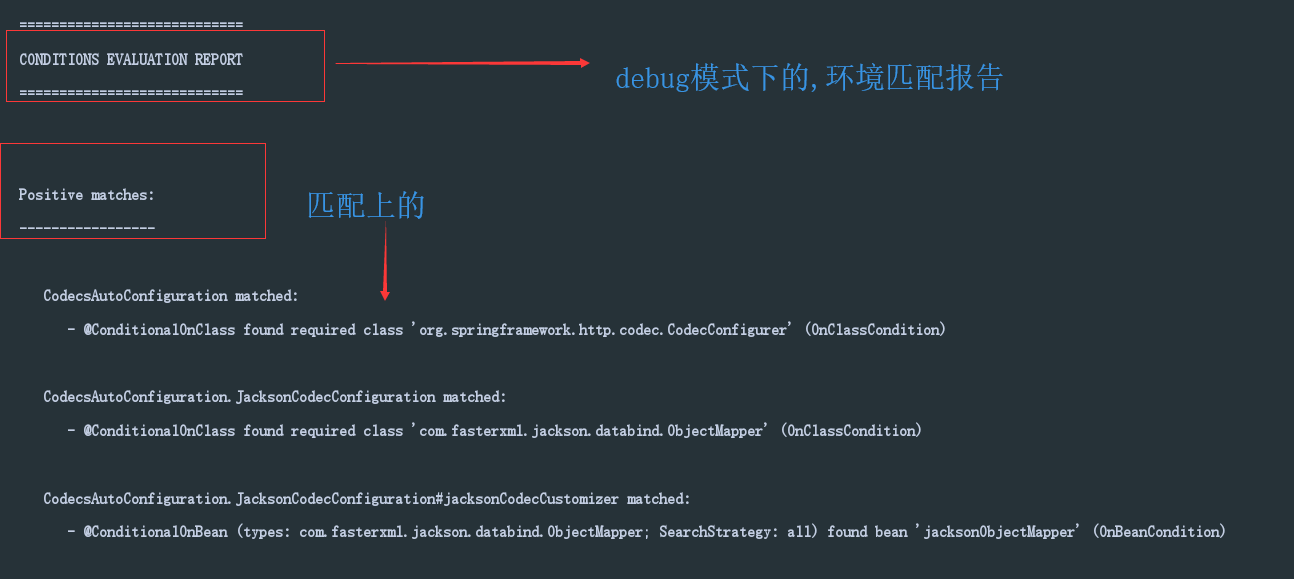 ============================
CONDITIONS EVALUATION REPORT
debug模式下的,环境匹配报告
============================
Positive matches:
匹配上的
-----------------
CodecsAutoConfiguration matched:
- @ConditionalOnClass found required class 'org.springframework.http.codec.CodecConfigurer' (OnClassCondition)
CodecsAutoConfiguration.JacksonCodecConfiguration matched:
- @ConditionalOnClass found required class 'com.fasterxml.jackson.databind.ObjectMapper' (OnClassCondition)
CodecsAutoConfiguration.JacksonCodecConfiguration#jacksonCodecCustomizer matched:
- @ConditionalOnBean (types: com.fasterxml.jackson.databind.ObjectMapper; SearchStrategy: all) found bean 'jacksonObjectMapper' (OnBeanCondition)